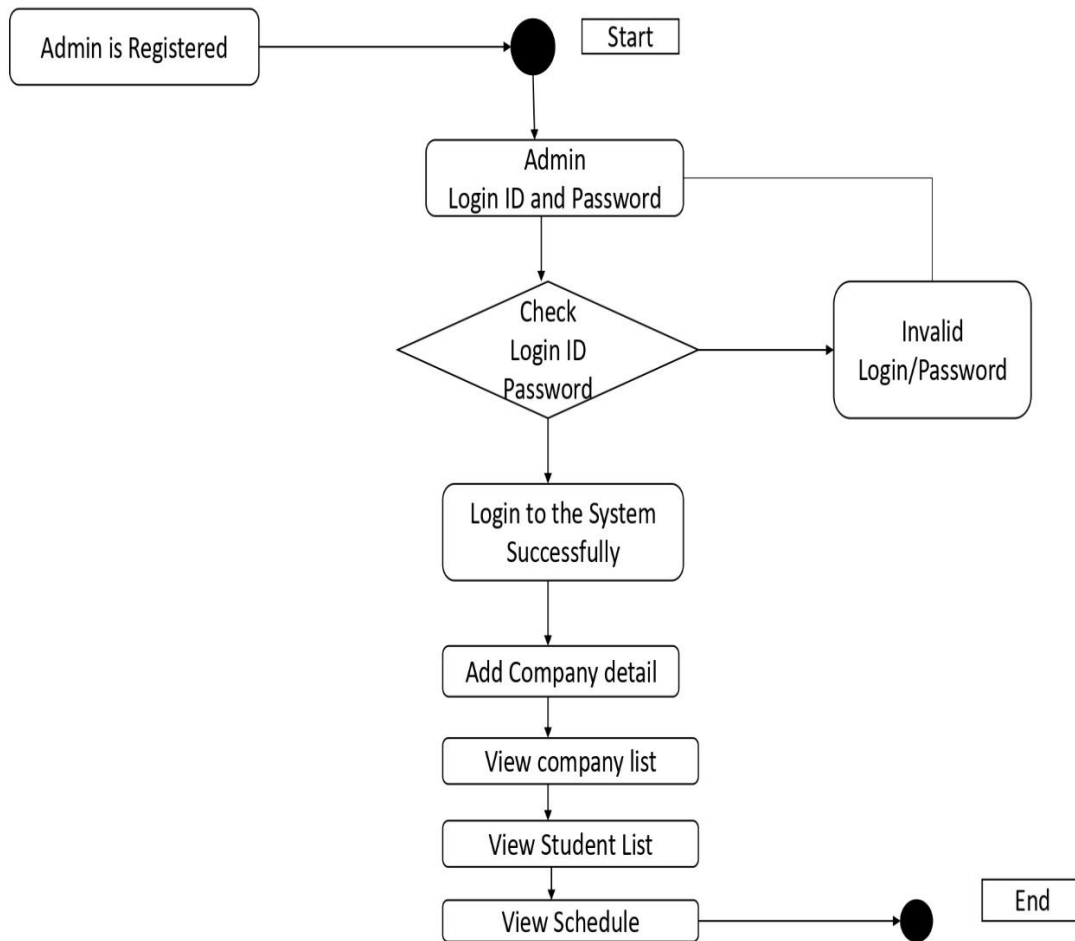 Admin is Registered
Start
Admin
Login ID and Password
Check
Login ID
Password
Invalid
Login/Password
Login to the System
Successfully
Add Company detail
View company list
View Student List
View Schedule
End